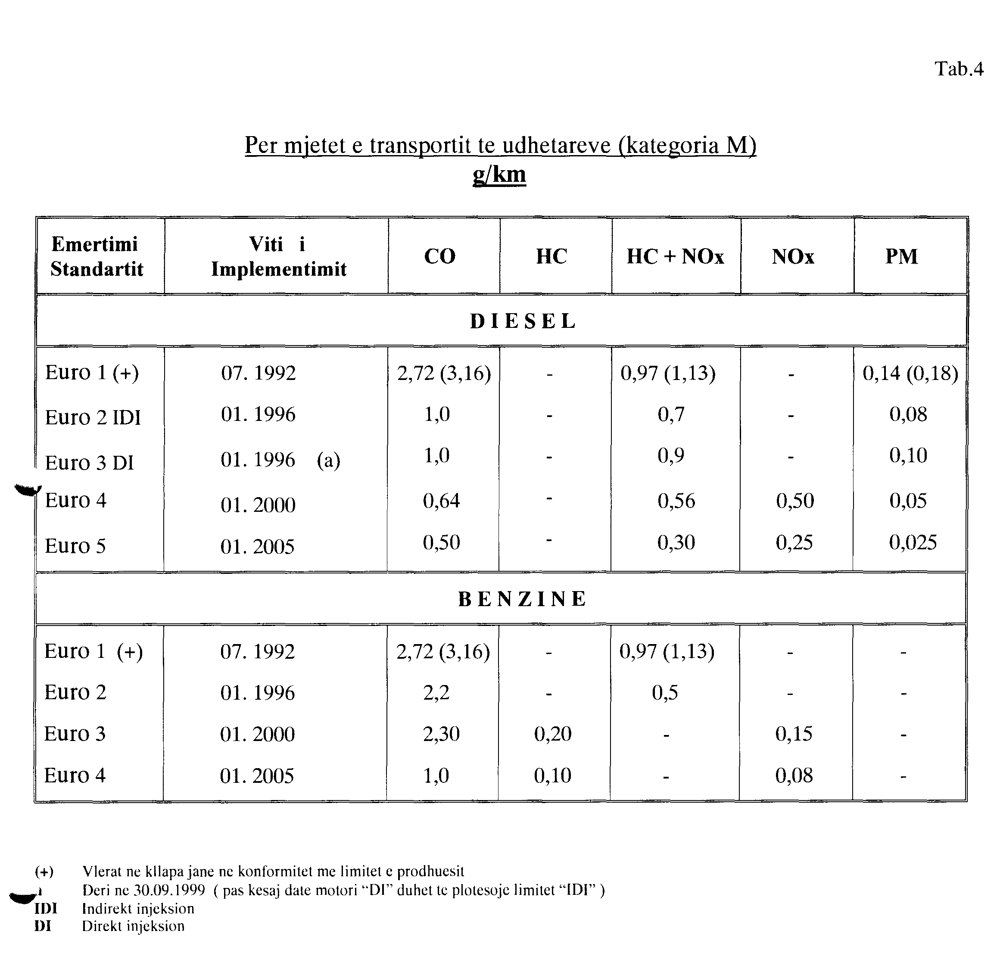 Tab.4
Per mjetet e transportit te udhetareve (kategoria M)
g/km
Emertimi Standartit Viti i Implementimit CO HC HC + NOx NOx PM
DIESEL
Euro 1 (+) 07. 1992 2,72 (3,16) - 0,97 (1,13) - 0,14 (0,18)
Euro 2 IDI 01. 1996 1,0 - 0,7 - 0,08
Euro 3 DI 01. 1996 (a) 1,0 - 0,9 - 0,10
Euro 4 01. 2000 0,64 - 0,56 0,50 0,05
Euro 5 01. 2005 0,50 - 0,30 0,25 0,025
BENZINE
Euro 1 (+) 07. 1992 2,72 (3,16) - 0,97 (1,13) - -
Euro 2 01. 1996 2,2 - 0,5 - -
Euro 3 01. 2000 2,30 0,20 - 0,15 -
Euro 4 01. 2005 1,0 0,10 - 0,08 -
(+) Vlerat ne kllapa jane ne konformitet me limitet e prodhuesit
Deri ne 30.09.1999 ( pas kesaj date motori “DI” duhet te plotesoje limitet “IDI” )
IDI Indirekt injeksion
DI Direkt injeksion